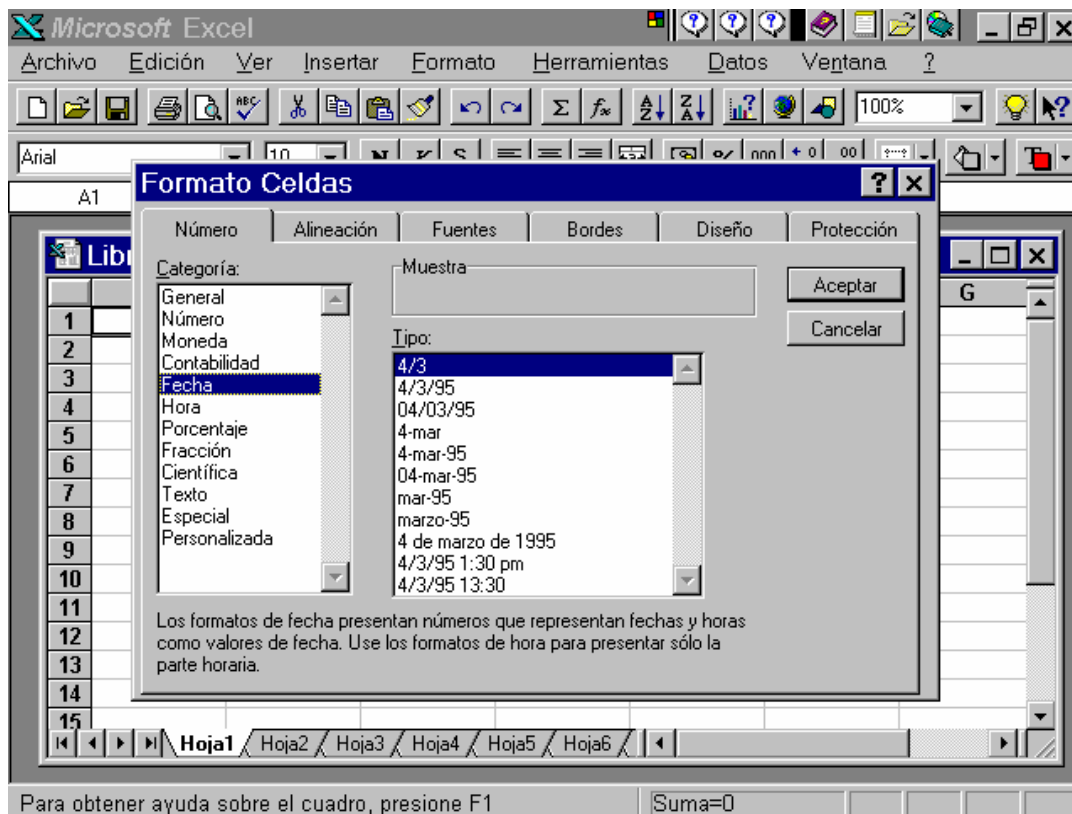 Microsoft Excel
Archivo Edición Ver Insertar Formato Herramientas Datos Ventana ?
ABC Σ fx A Z Z A ? 100% ?
Arial 10 N K S % 000 0 00 T
A1 Formato Celdas ? ×
Número Alineación Fuentes Bordes Diseño Protección
Libr
Categoría:
General
Número
Moneda
Contabilidad
Fecha
Hora
Porcentaje
Fracción
Científica
Texto
Especial
Personalizada
Muestra
Tipo:
4/3
4/3/95
04/03/95
4-mar
4-mar-95
04-mar-95
mar-95
marzo-95
4 de marzo de 1995
4/3/95 1:30 pm
4/3/95 13:30
Aceptar
Cancelar
G
1
2
3
4
5
6
7
8
9
10
11
12
13
14
15
Los formatos de fecha presentan números que representan fechas y horas
como valores de fecha. Use los formatos de hora para presentar sólo la
parte horaria.
Hoja1 Hoja2 Hoja3 Hoja4 Hoja5 Hoja6
Para obtener ayuda sobre el cuadro, presione F1 Suma=0